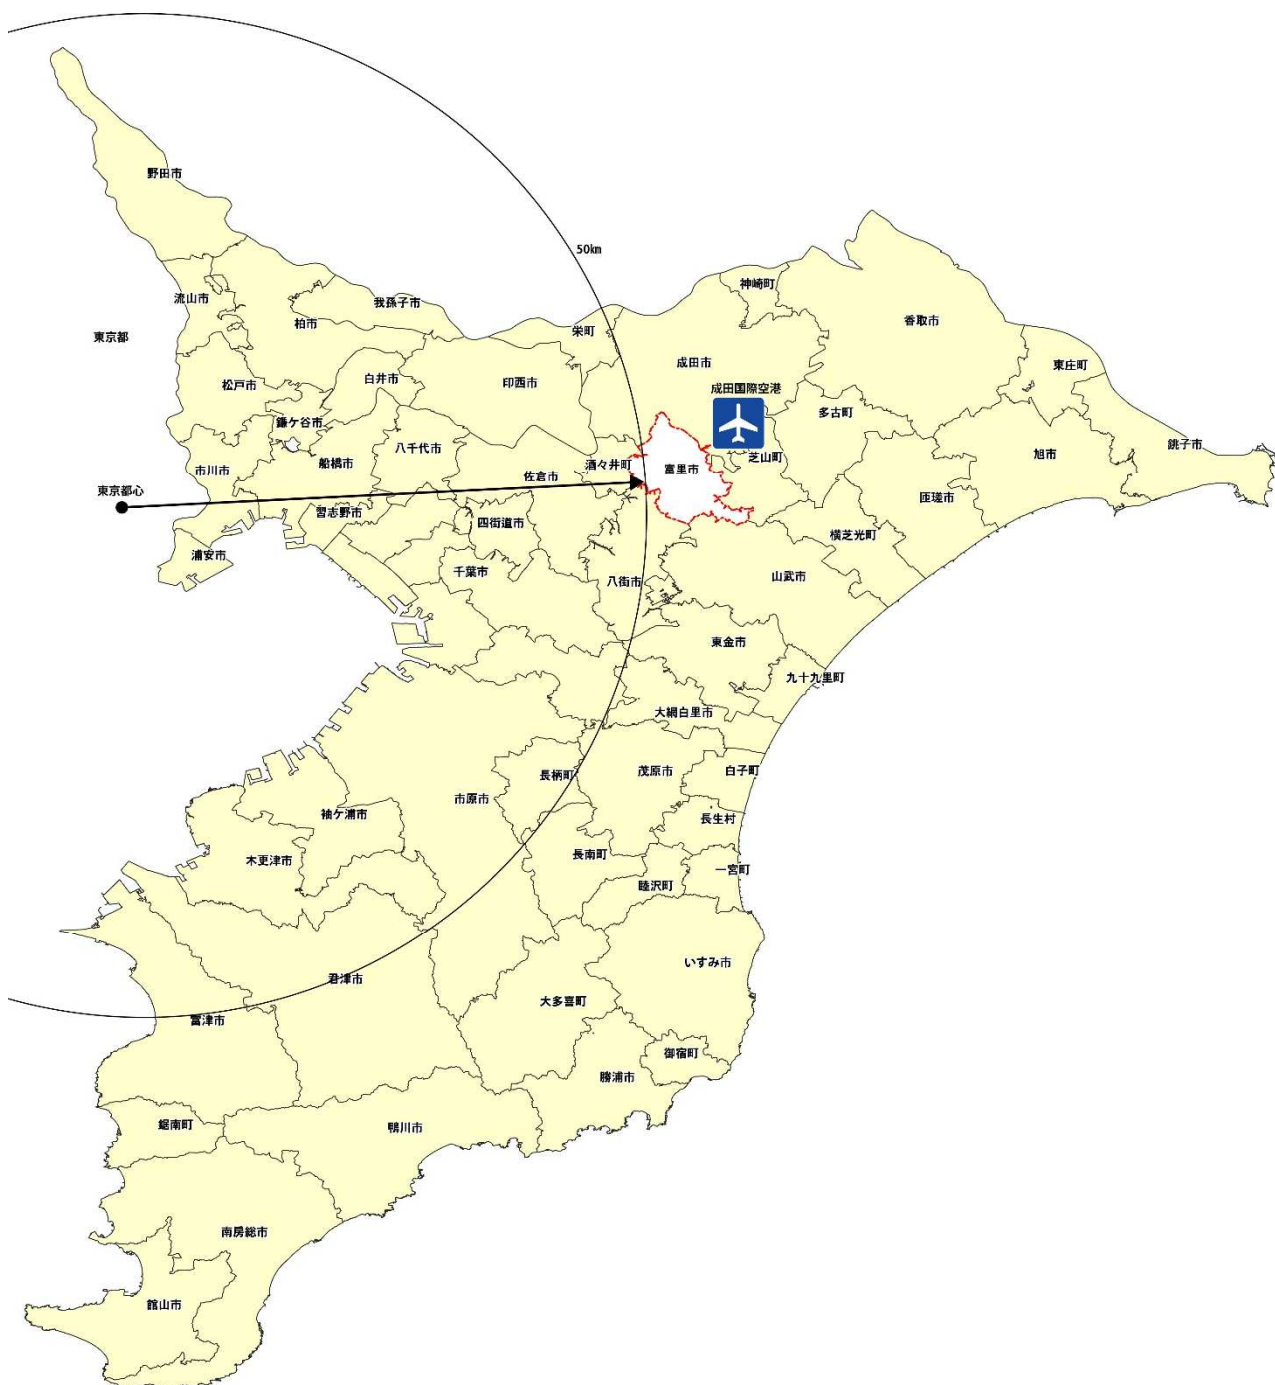 野田市
50km
神崎町
流山市
我孫子市
柏市
栄町
香取市
東京都
成田市
東庄町
白井市
印西市
松戸市
成田国際空港
多古町
鎌ケ谷市
八千代市
銚子市
船橋市
酒々井町
富里市
芝山町
旭市
市川市
佐倉市
東京都心
匝瑳市
習志野市
四街道市
横芝光町
浦安市
千葉市
八街市
山武市
東金市
九十九里町
大網白里市
長柄町
茂原市
白子町
市原市
袖ケ浦市
長生村
木更津市
長南町
一宮町
睦沢町
いすみ市
君津市
大多喜町
富津市
御宿町
勝浦市
鋸南町
鴨川市
南房総市
館山市